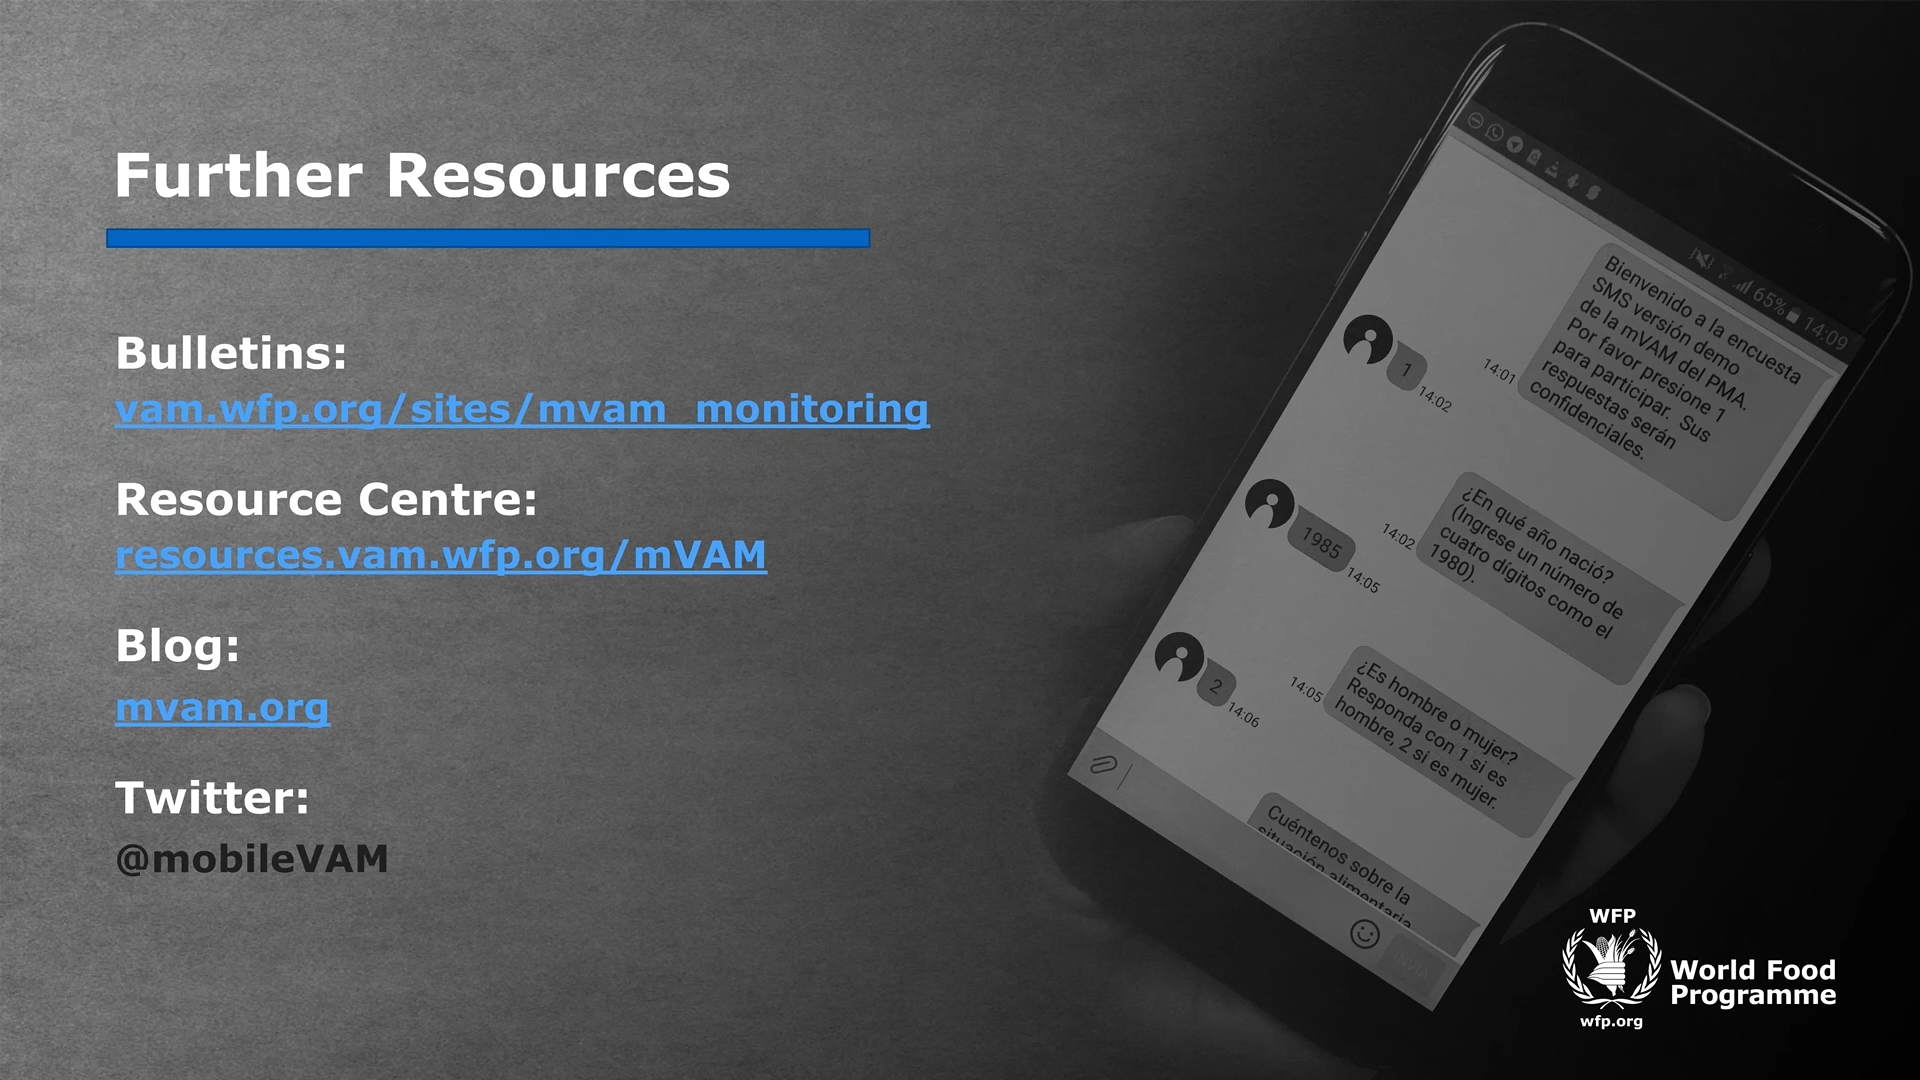 Further Resources
Bulletins:
vam.wfp.org/sites/mvam_monitoring
Resource Centre:
resources.vam.wfp.org/mVAM
Blog:
mvam.org
Twitter:
@mobileVAM
65% 14:09
Bienvenido a la encuesta
SMS versión demo
de la mVAM del PMA.
Por favor presione 1
para participar. Sus
respuestas serán
confidenciales.
14:01
1
14:02
¿En qué año nació?
(Ingrese un número de
cuatro dígitos como el
1980).
14:02
1985
14:05
¿Es hombre o mujer?
Responda con 1 si es
hombre, 2 si es mujer.
14:05
2
14:06
Cuéntenos sobre la
situación alimentaria
WFP
World Food
Programme
wfp.org